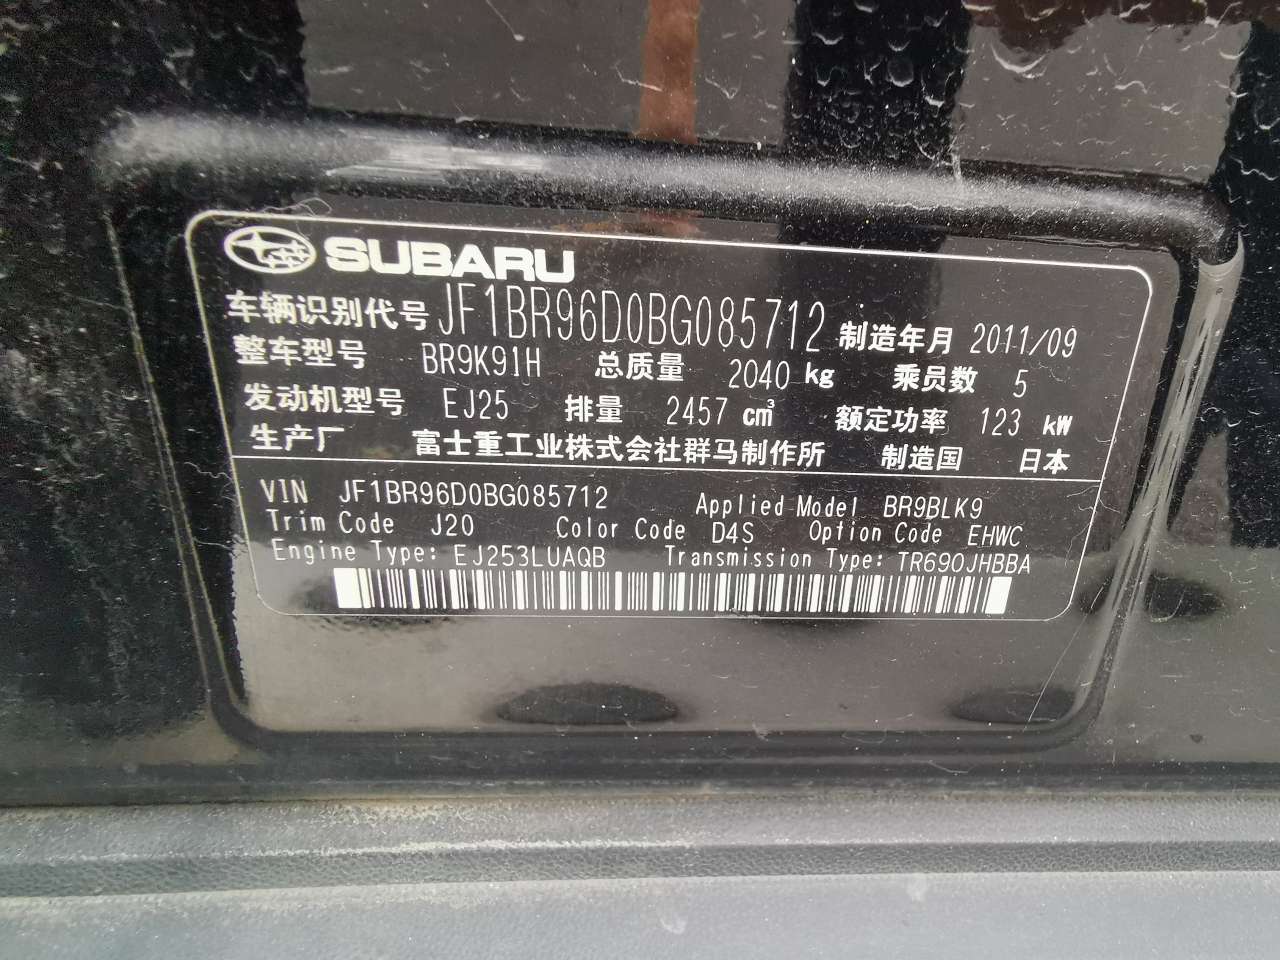 SUBARU
车辆识别代号 JF1BR96D0BG085712 制造年月 2011/09
整车型号 BR9K91H 总质量 2040 kg 乘员数 5
发动机型号 EJ25 排量 2457 cm³ 额定功率 123 kW
生产厂 富士重工业株式会社群马制作所 制造国 日本
VIN JF1BR96D0BG085712 Applied Model BR9BLK9
Trim Code J20 Color Code D4S Option Code EHWC
Engine Type: EJ253LUAQB Transmission Type: TR690JHBBA